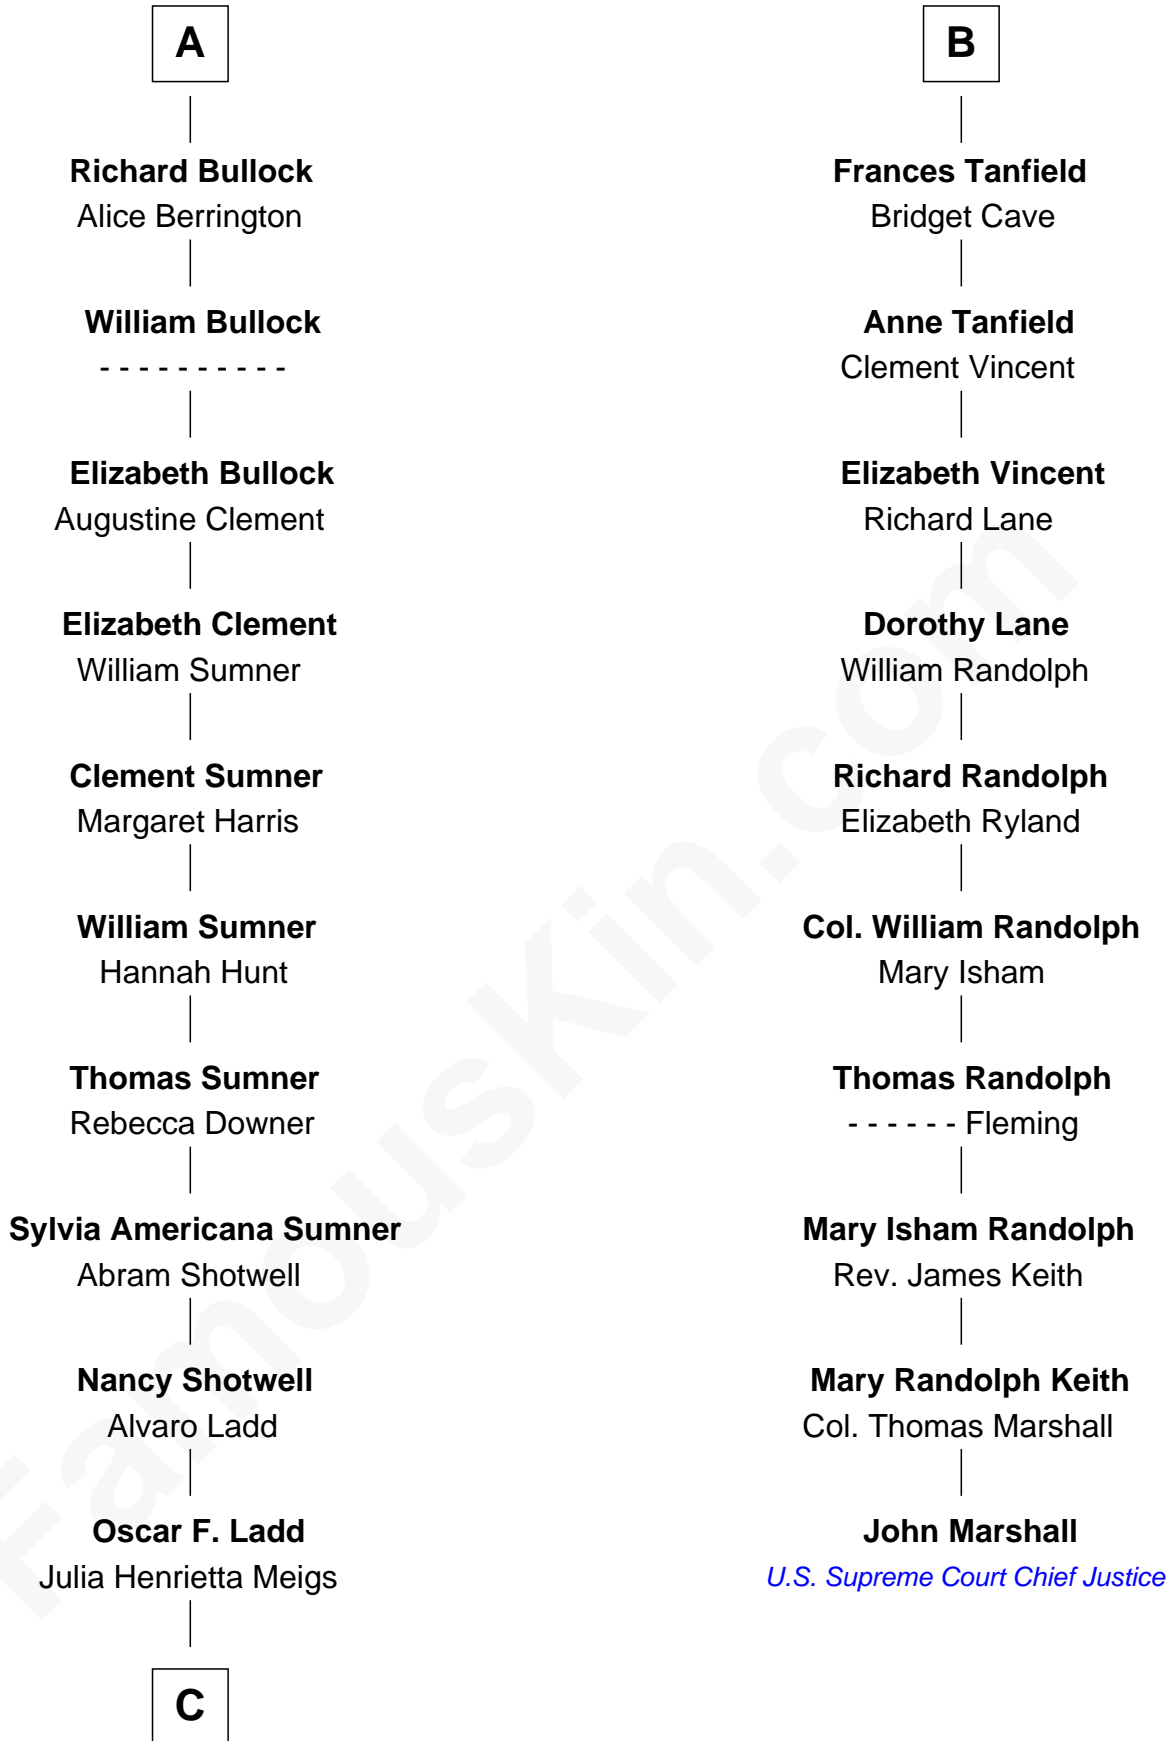 A
Richard Bullock
Alice Berrington
William Bullock
- - - - - - - - - -
Elizabeth Bullock
Augustine Clement
Elizabeth Clement
William Sumner
Clement Sumner
Margaret Harris
William Sumner
Hannah Hunt
Thomas Sumner
Rebecca Downer
Sylvia Americana Sumner
Abram Shotwell
Nancy Shotwell
Alvaro Ladd
Oscar F. Ladd
Julia Henrietta Meigs
C
B
Frances Tanfield
Bridget Cave
Anne Tanfield
Clement Vincent
Elizabeth Vincent
Richard Lane
Dorothy Lane
William Randolph
Richard Randolph
Elizabeth Ryland
Col. William Randolph
Mary Isham
Thomas Randolph
- - - - - - Fleming
Mary Isham Randolph
Rev. James Keith
Mary Randolph Keith
Col. Thomas Marshall
John Marshall
U.S. Supreme Court Chief Justice
FamousKin.com